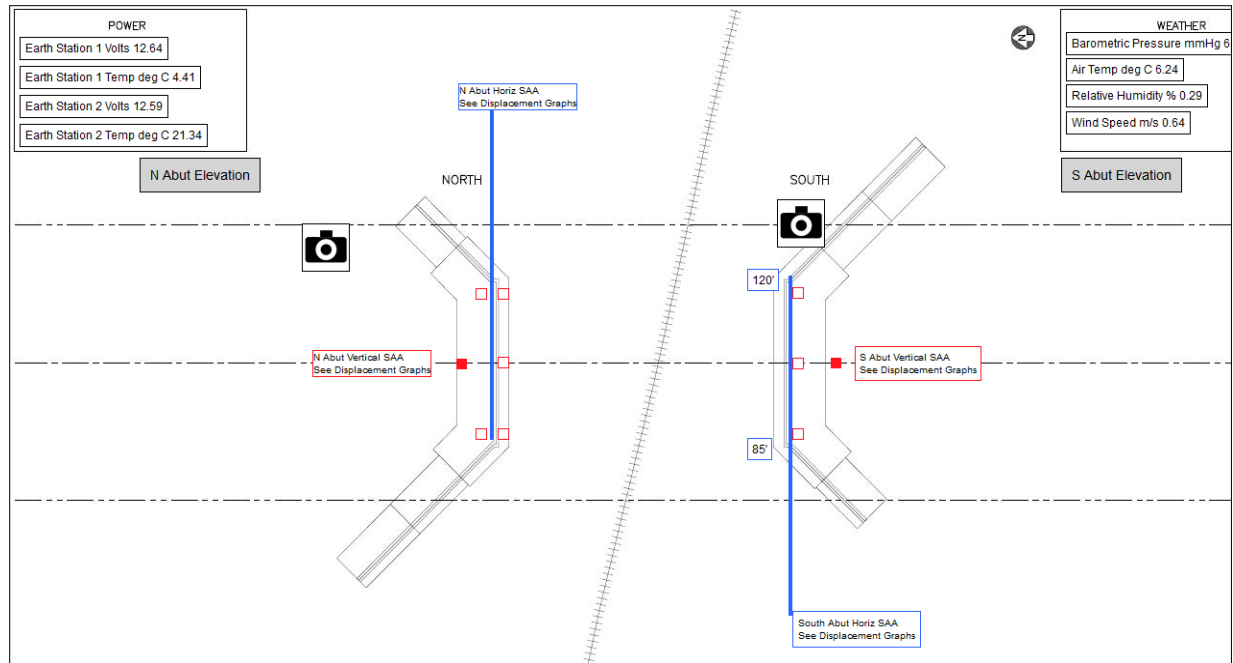 POWER
Earth Station 1 Volts 12.64
Earth Station 1 Temp deg C 4.41
Earth Station 2 Volts 12.59
Earth Station 2 Temp deg C 21.34
N Abut Elevation
N Abut Horiz SAA
See Displacement Graphs
Z
WEATHER
Barometric Pressure mmHg 6
Air Temp deg C 6.24
Relative Humidity % 0.29
Wind Speed m/s 0.64
S Abut Elevation
NORTH
SOUTH
120'
N Abut Vertical SAA
See Displacement Graphs
S Abut Vertical SAA
See Displacement Graphs
85'
South Abut Horiz SAA
See Displacement Graphs